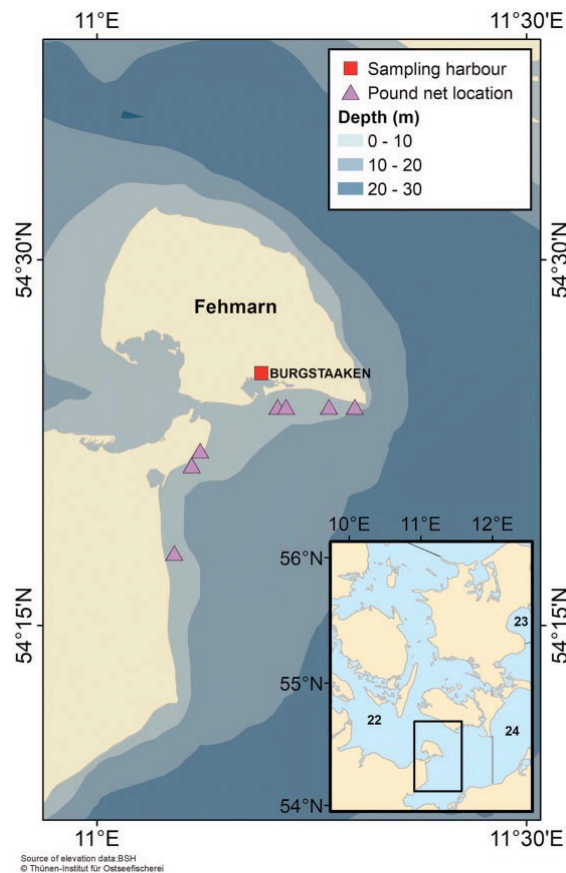 11°E
11°30'E
Sampling harbour
Pound net location
Depth (m)
0 - 10
10 - 20
20 - 30
54°30'N
54°30'N
Fehmarn
BURGSTAAKEN
10°E
11°E
12°E
56°N
23
54°15'N
54°15'N
55°N
22
24
54°N
11°E
11°30'E
Source of elevation data:BSH
© Thünen-Institut für Ostseefischerei